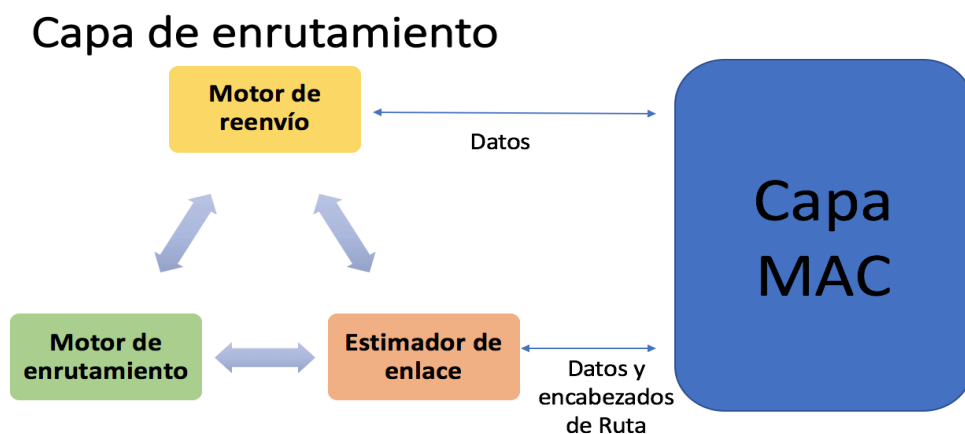 Capa de enrutamiento
Motor de
reenvío
Datos
Capa
MAC
Motor de
enrutamiento
Estimador de
enlace
Datos y
encabezados
de Ruta